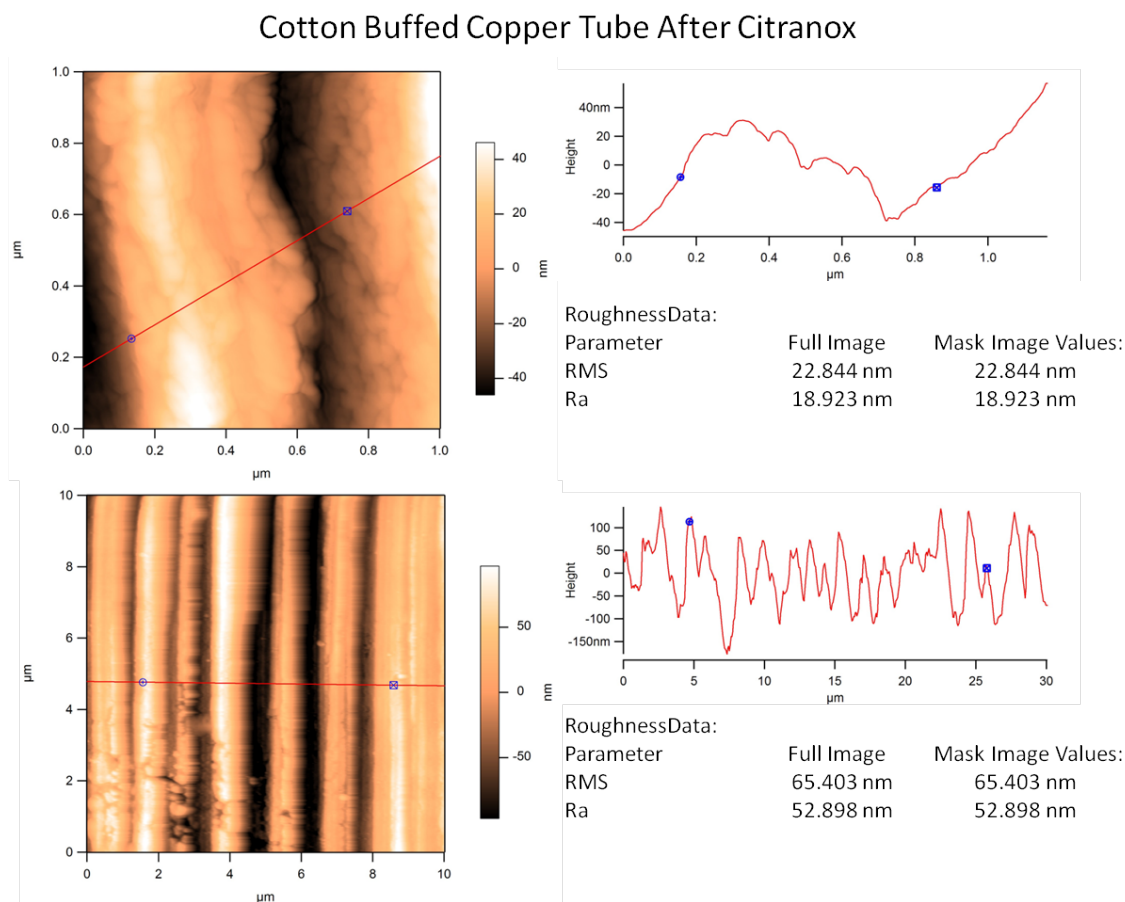 Cotton Buffed Copper Tube After Citranox
1.0
0.8
0.6
0.4
0.2
0.0
µm
0.0 0.2 0.4 0.6 0.8 1.0
µm
40
20
0
-20
-40
nm
Height
40nm
20
0
-20
-40
0.0 0.2 0.4 0.6 0.8 1.0
µm
RoughnessData:
Parameter Full Image Mask Image Values:
RMS 22.844 nm 22.844 nm
Ra 18.923 nm 18.923 nm
10
8
6
4
2
0
µm
0 2 4 6 8 10
µm
50
0
-50
nm
Height
100
50
0
-50
-100
-150nm
0 5 10 15 20 25 30
µm
RoughnessData:
Parameter Full Image Mask Image Values:
RMS 65.403 nm 65.403 nm
Ra 52.898 nm 52.898 nm